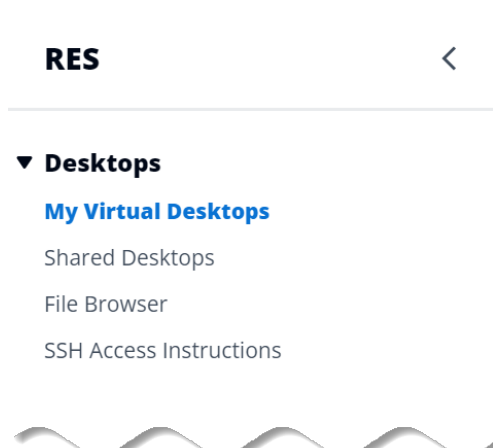 RES
Desktops
My Virtual Desktops
Shared Desktops
File Browser
SSH Access Instructions